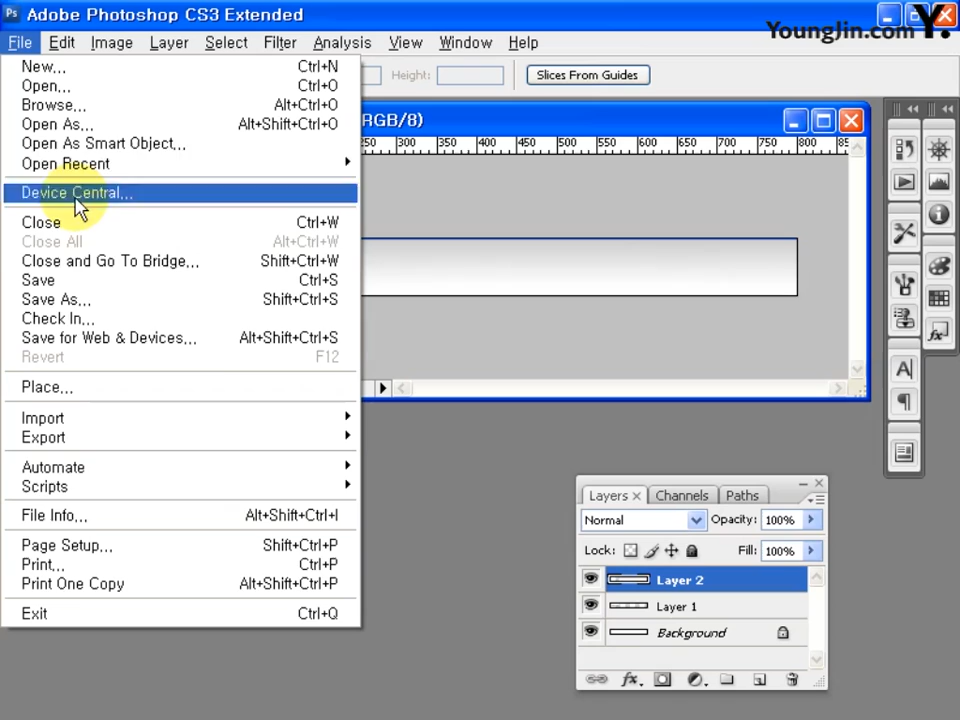 Ps Adobe Photoshop CS3 Extended
YoungJin.com Y.
File Edit Image Layer Select Filter Analysis View Window Help
Height: Slices From Guides
New... Ctrl+N
Open... Ctrl+O
Browse... Alt+Ctrl+O
Open As... Alt+Shift+Ctrl+O
Open As Smart Object...
Open Recent
Device Central...
Close Ctrl+W
Close All Alt+Ctrl+W
Close and Go To Bridge... Shift+Ctrl+W
Save Ctrl+S
Save As... Shift+Ctrl+S
Check In...
Save for Web & Devices... Alt+Shift+Ctrl+S
Revert F12
Place...
Import
Export
Automate
Scripts
File Info... Alt+Shift+Ctrl+I
Page Setup... Shift+Ctrl+P
Print... Ctrl+P
Print One Copy Alt+Shift+Ctrl+P
Exit Ctrl+Q
RGB/8)
250 300 350 400 450 500 550 600 650 700 750 800 85
Layers x Channels Paths
Normal Opacity: 100%
Lock: Fill: 100%
Layer 2
Layer 1
Background
fx